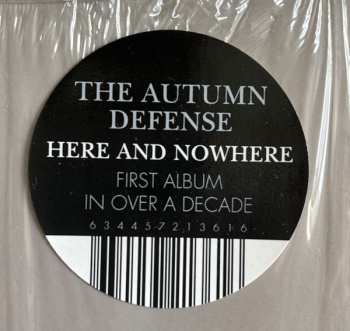 THE AUTUMN
DEFENSE
HERE AND NOWHERE
FIRST ALBUM
IN OVER A DECADE
634457213616